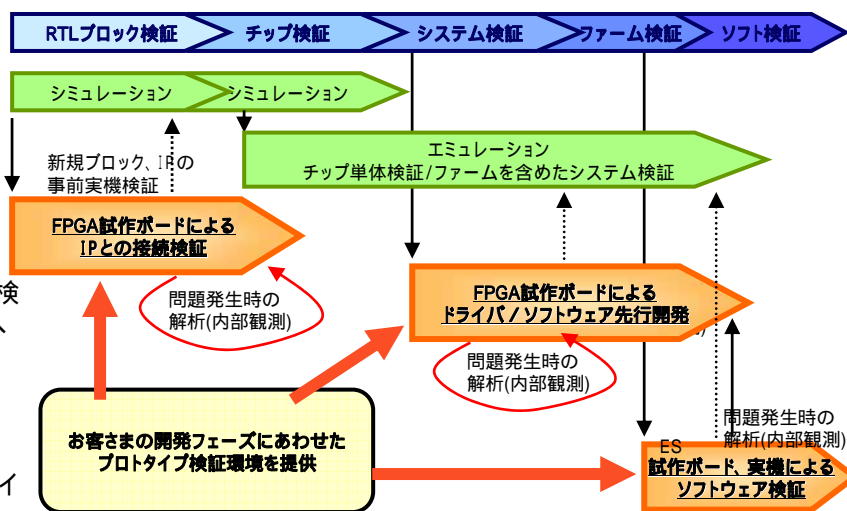 RTLブロック検証
チップ検証
システム検証
ファーム検証
ソフト検証
シミュレーション
シミュレーション
エミュレーション
チップ単体検証/ファームを含めたシステム検証
新規ブロック、IPの
事前実機検証
FPGA試作ボードによる
IPとの接続検証
検
問題発生時の
解析(内部観測)
FPGA試作ボードによる
ドライバ/ソフトウェア先行開発
問題発生時の
解析(内部観測)
問題発生時の
解析(内部観測)
お客さまの開発フェーズにあわせた
プロトタイプ検証環境を提供
ES
試作ボード、実機による
ソフトウェア検証
イ